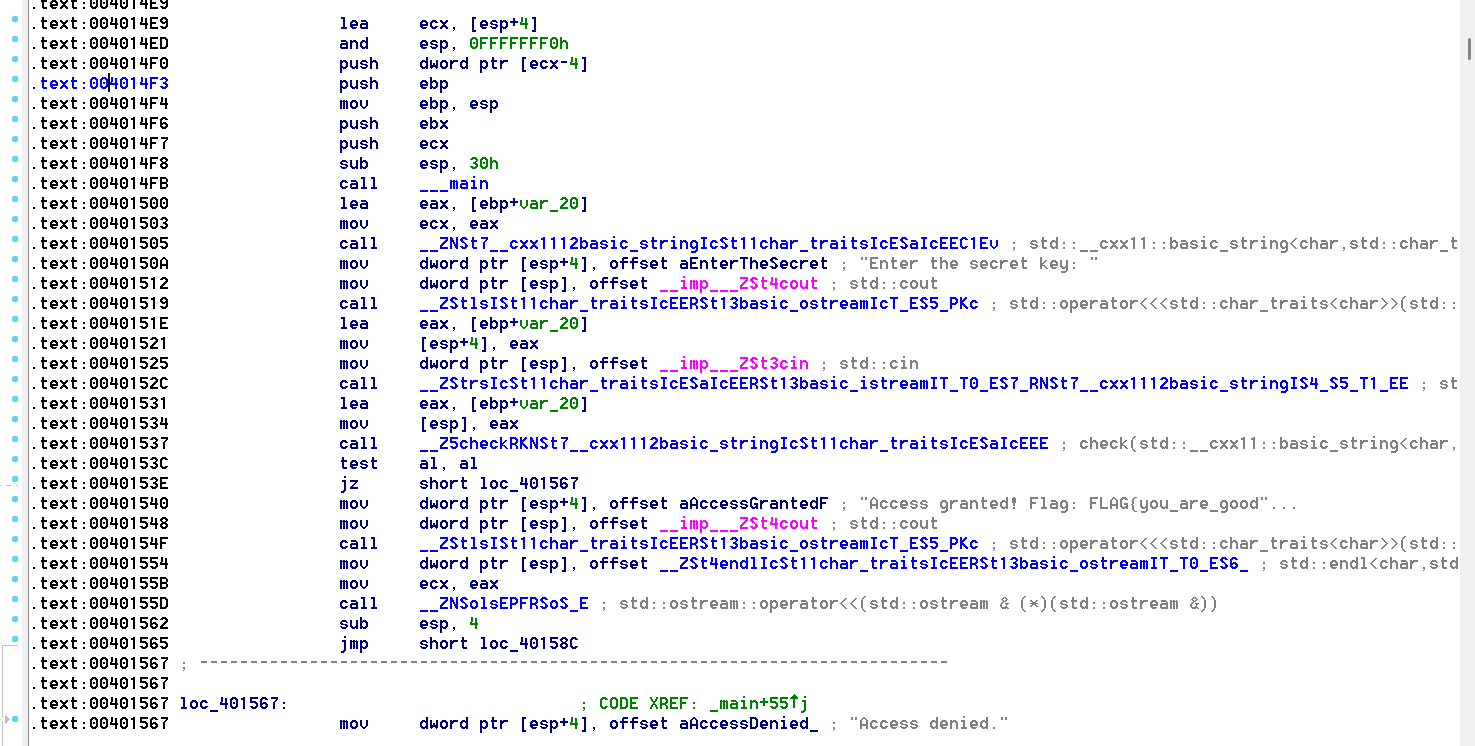 .text:004014E9
.text:004014E9 lea ecx, [esp+4]
.text:004014ED and esp, 0FFFFFFF0h
.text:004014F0 push dword ptr [ecx-4]
.text:004014F3 push ebp
.text:004014F4 mov ebp, esp
.text:004014F6 push ebx
.text:004014F7 push ecx
.text:004014F8 sub esp, 30h
.text:004014FB call ___main
.text:00401500 lea eax, [ebp+var_20]
.text:00401503 mov ecx, eax
.text:00401505 call __ZNSt7__cxx1112basic_stringIcSt11char_traitsIcESaIcEEC1Ev ; std::__cxx11::basic_string<char,std::char_t
.text:0040150A mov dword ptr [esp+4], offset aEnterTheSecret ; "Enter the secret key: "
.text:00401512 mov dword ptr [esp], offset __imp___ZSt4cout ; std::cout
.text:00401519 call __ZStlsISt11char_traitsIcEERSt13basic_ostreamIcT_ES5_PKc ; std::operator<<<std::char_traits<char>>(std::
.text:0040151E lea eax, [ebp+var_20]
.text:00401521 mov [esp+4], eax
.text:00401525 mov dword ptr [esp], offset __imp___ZSt3cin ; std::cin
.text:0040152C call __ZStrsIcSt11char_traitsIcESaIcEERSt13basic_istreamIT_T0_ES7_RNSt7__cxx1112basic_stringIS4_S5_T1_EE ; st
.text:00401531 lea eax, [ebp+var_20]
.text:00401534 mov [esp], eax
.text:00401537 call __Z5checkRKNSt7__cxx1112basic_stringIcSt11char_traitsIcESaIcEEE ; check(std::__cxx11::basic_string<char,
.text:0040153C test al, al
.text:0040153E jz short loc_401567
.text:00401540 mov dword ptr [esp+4], offset aAccessGrantedF ; "Access granted! Flag: FLAG{you_are_good"...
.text:00401548 mov dword ptr [esp], offset __imp___ZSt4cout ; std::cout
.text:0040154F call __ZStlsISt11char_traitsIcEERSt13basic_ostreamIcT_ES5_PKc ; std::operator<<<std::char_traits<char>>(std::
.text:00401554 mov dword ptr [esp], offset __ZSt4endlIcSt11char_traitsIcEERSt13basic_ostreamIT_T0_ES6_ ; std::endl<char,std
.text:0040155B mov ecx, eax
.text:0040155D call __ZNSolsEPFRSoS_E ; std::ostream::operator<<(std::ostream & (*)(std::ostream &))
.text:00401562 sub esp, 4
.text:00401565 jmp short loc_40158C
.text:00401567 ; ---------------------------------------------------------------------------
.text:00401567
.text:00401567 loc_401567: ; CODE XREF: _main+55↑j
.text:00401567 mov dword ptr [esp+4], offset aAccessDenied_ ; "Access denied."